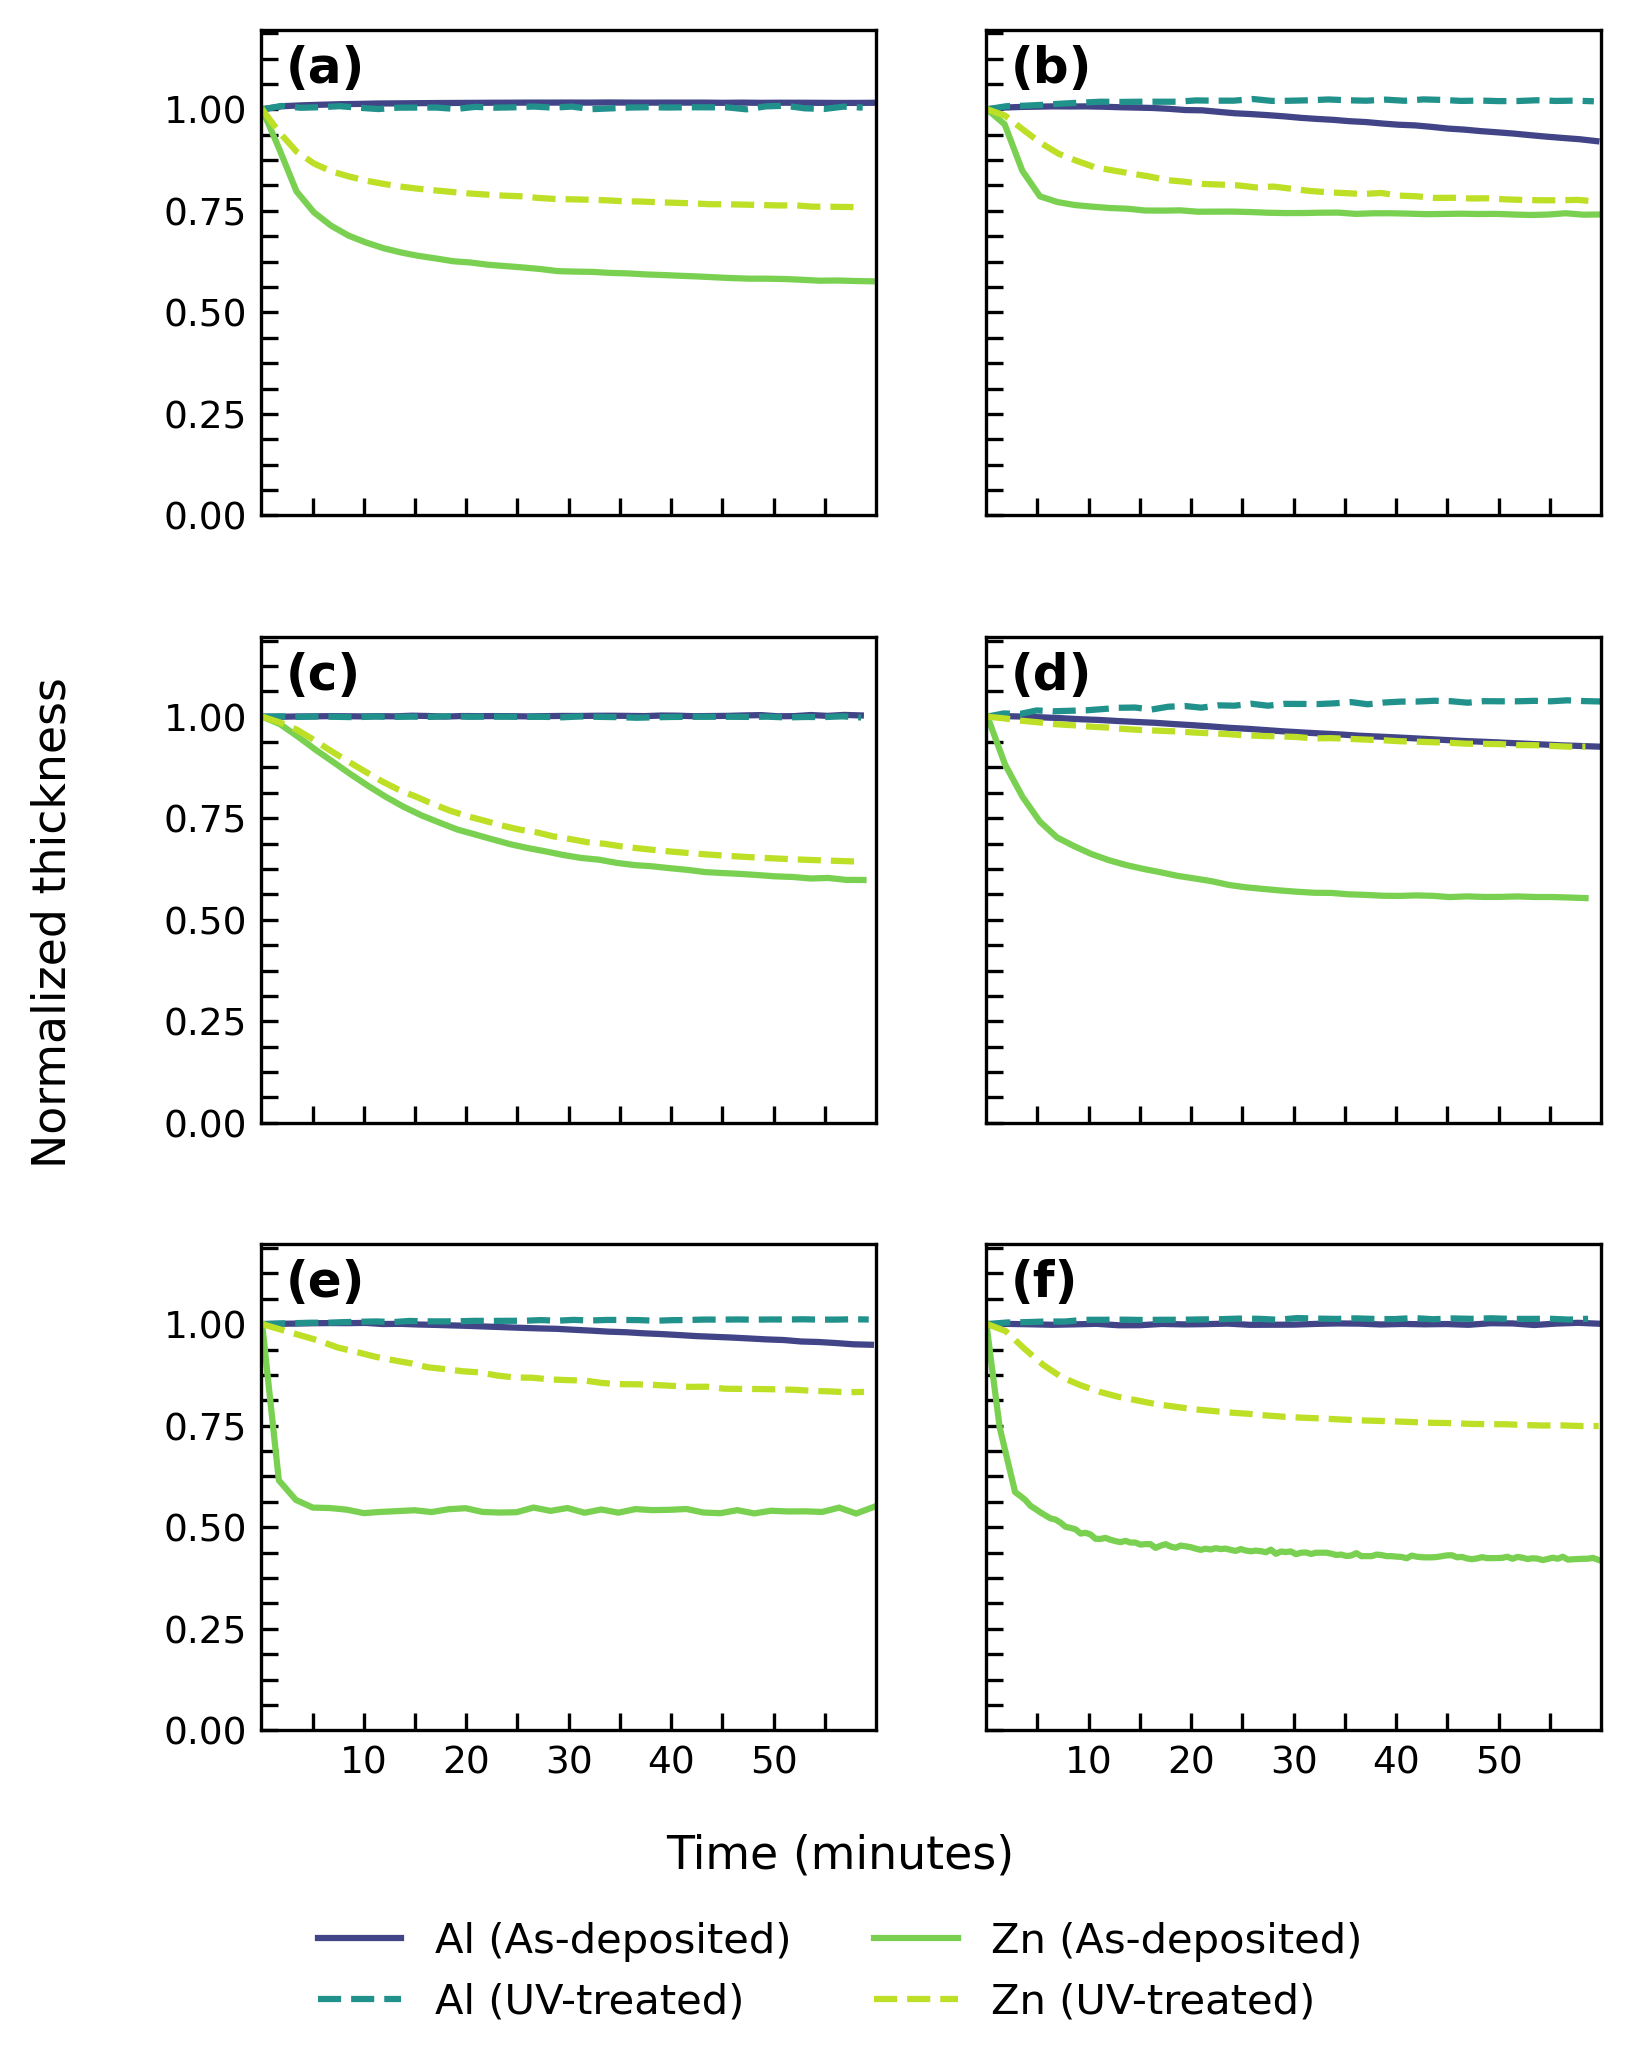 (a)
(b)
1.00
0.75
0.50
0.25
0.00
(c)
(d)
1.00
0.75
0.50
0.25
0.00
(e)
(f)
1.00
0.75
0.50
0.25
0.00
10 20 30 40 50
10 20 30 40 50
Normalized thickness
Time (minutes)
Al (As-deposited)
Al (UV-treated)
Zn (As-deposited)
Zn (UV-treated)